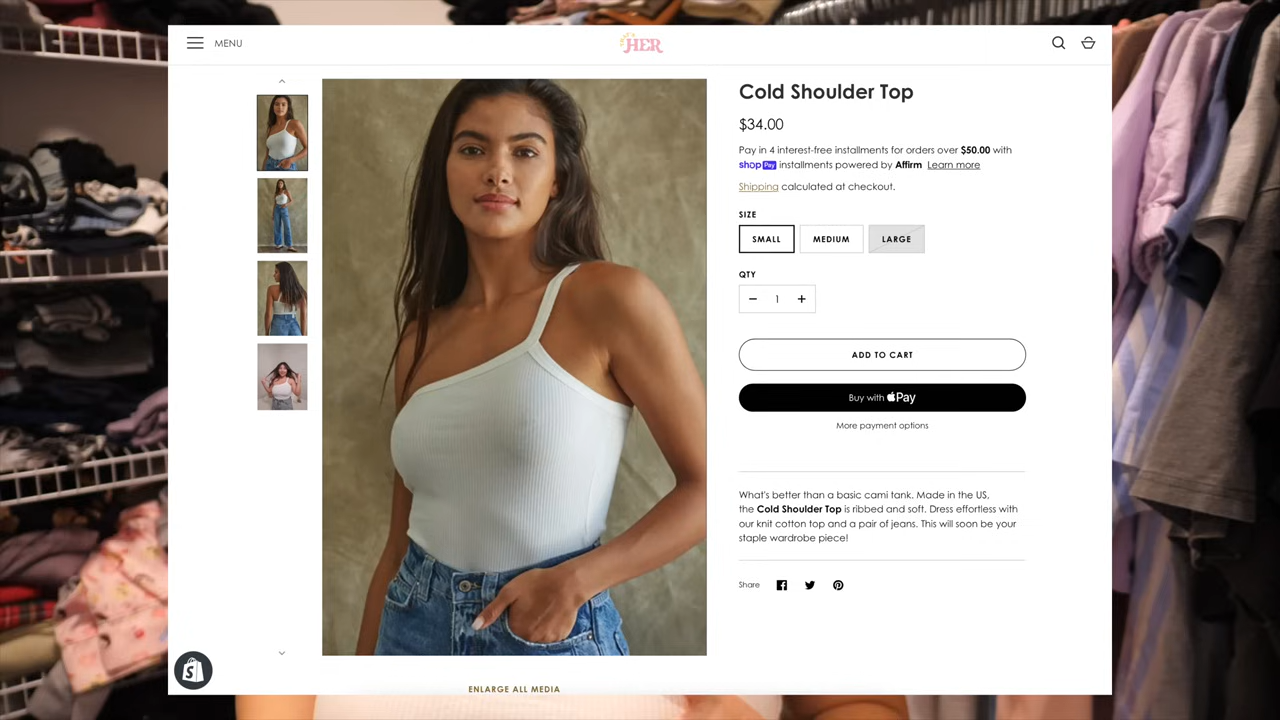 MENU
HER
Cold Shoulder Top
$34.00
Pay in 4 interest-free installments for orders over $50.00 with
shop Pay installments powered by Affirm Learn more
Shipping calculated at checkout.
SIZE
SMALL MEDIUM LARGE
QTY
1
ADD TO CART
Buy with Pay
More payment options
What's better than a basic cami tank. Made in the US,
the Cold Shoulder Top is ribbed and soft. Dress effortless with
our knit cotton top and a pair of jeans. This will soon be your
staple wardrobe piece!
Share
ENLARGE ALL MEDIA